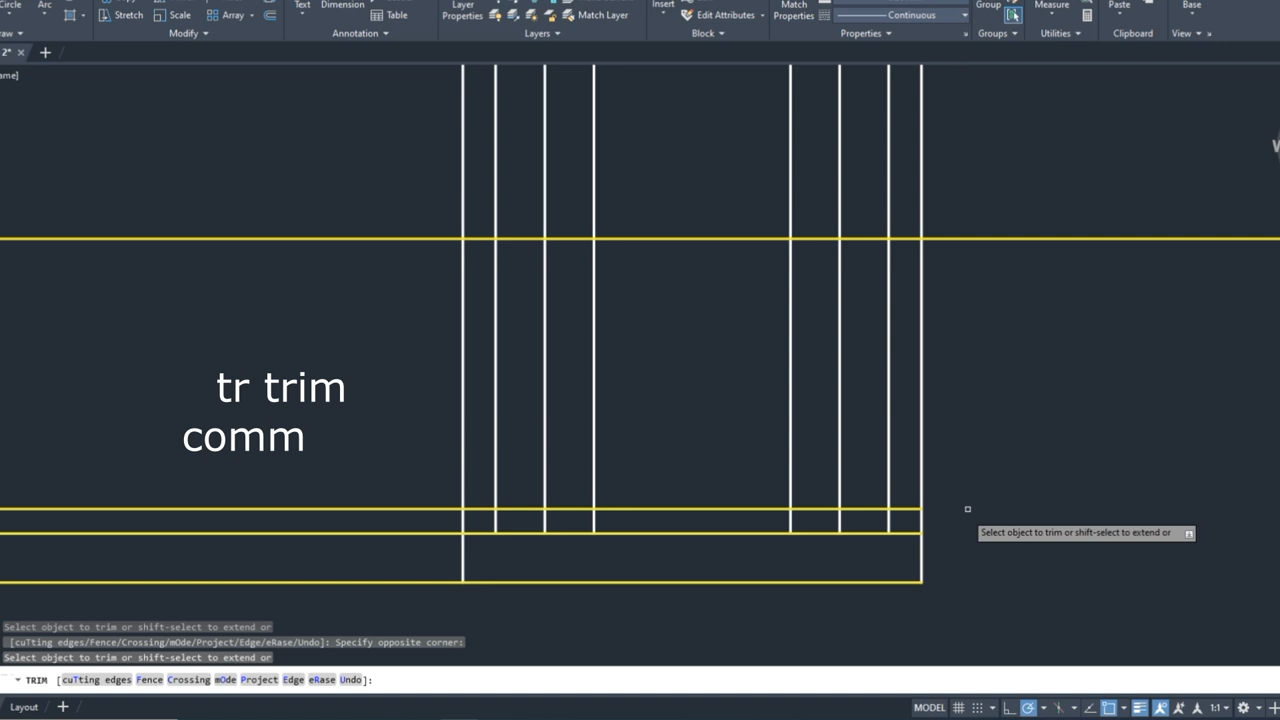 Circle Arc Text Dimension Layer Properties Insert Match Properties Continuous Group Measure Paste Base
Stretch Scale Array Table Match Layer Edit Attributes
Modify Annotation Layers Block Properties Groups Utilities Clipboard View
2*
ame]
tr trim
comm
Select object to trim or shift-select to extend or
Select object to trim or shift-select to extend or
[cuTting edges/Fence/Crossing/mOde/Project/Edge/eRase/Undo]: Specify opposite corner:
Select object to trim or shift-select to extend or
TRIM [cuTting edges Fence Crossing mOde Project Edge eRase Undo]:
Layout MODEL 1:1